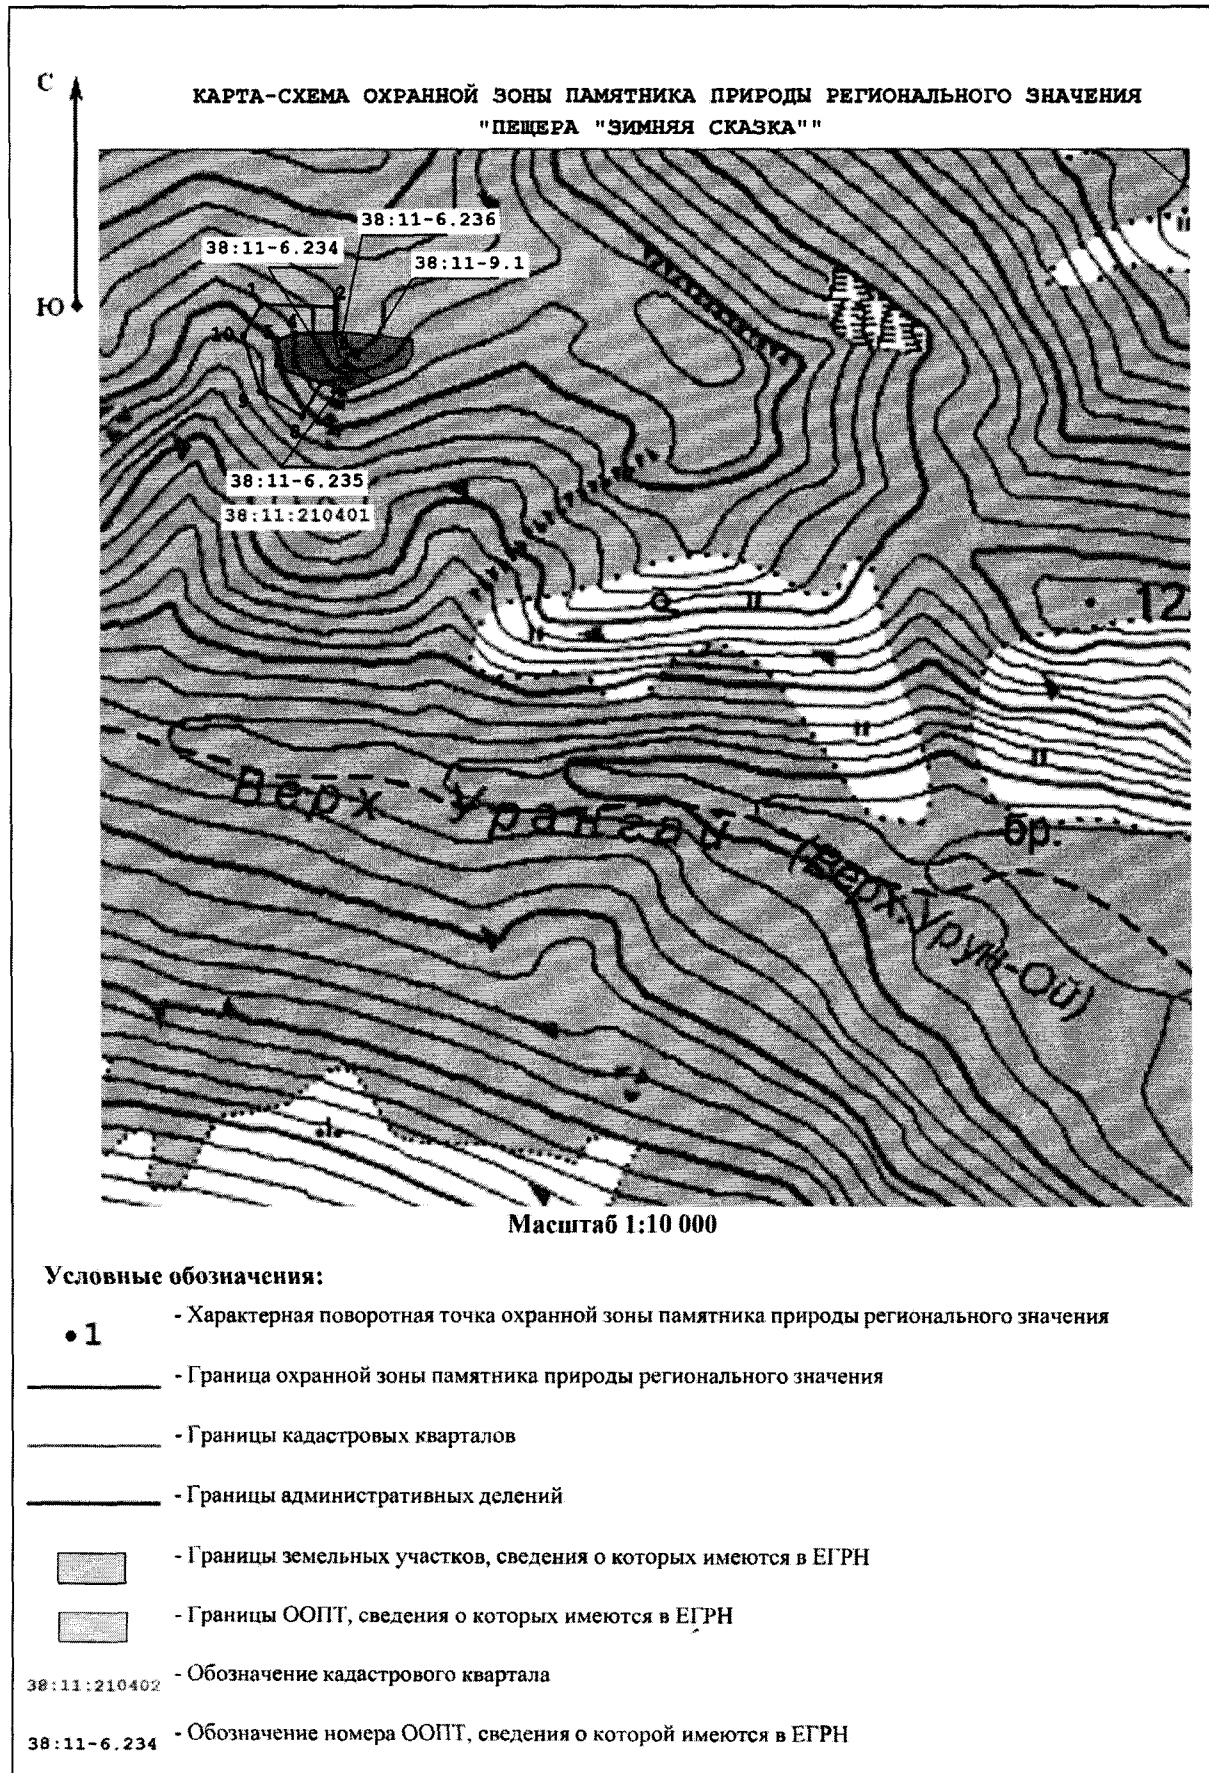 С
КАРТА-СХЕМА ОХРАННОЙ ЗОНЫ ПАМЯТНИКА ПРИРОДЫ РЕГИОНАЛЬНОГО ЗНАЧЕНИЯ
"ПЕЩЕРА "ЗИМНЯЯ СКАЗКА""
38:11-6.236
38:11-6.234
38:11-9.1
Ю
1
2
10
9
8
38:11-6.235
38:11:210401
12
Верх Урангай (Верх.Урун-Ой)
бр.
Масштаб 1:10 000
Условные обозначения:
1 - Характерная поворотная точка охранной зоны памятника природы регионального значения
- Граница охранной зоны памятника природы регионального значения
- Границы кадастровых кварталов
- Границы административных делений
- Границы земельных участков, сведения о которых имеются в ЕГРН
- Границы ООПТ, сведения о которых имеются в ЕГРН
38:11:210402 - Обозначение кадастрового квартала
38:11-6.234 - Обозначение номера ООПТ, сведения о которой имеются в ЕГРН